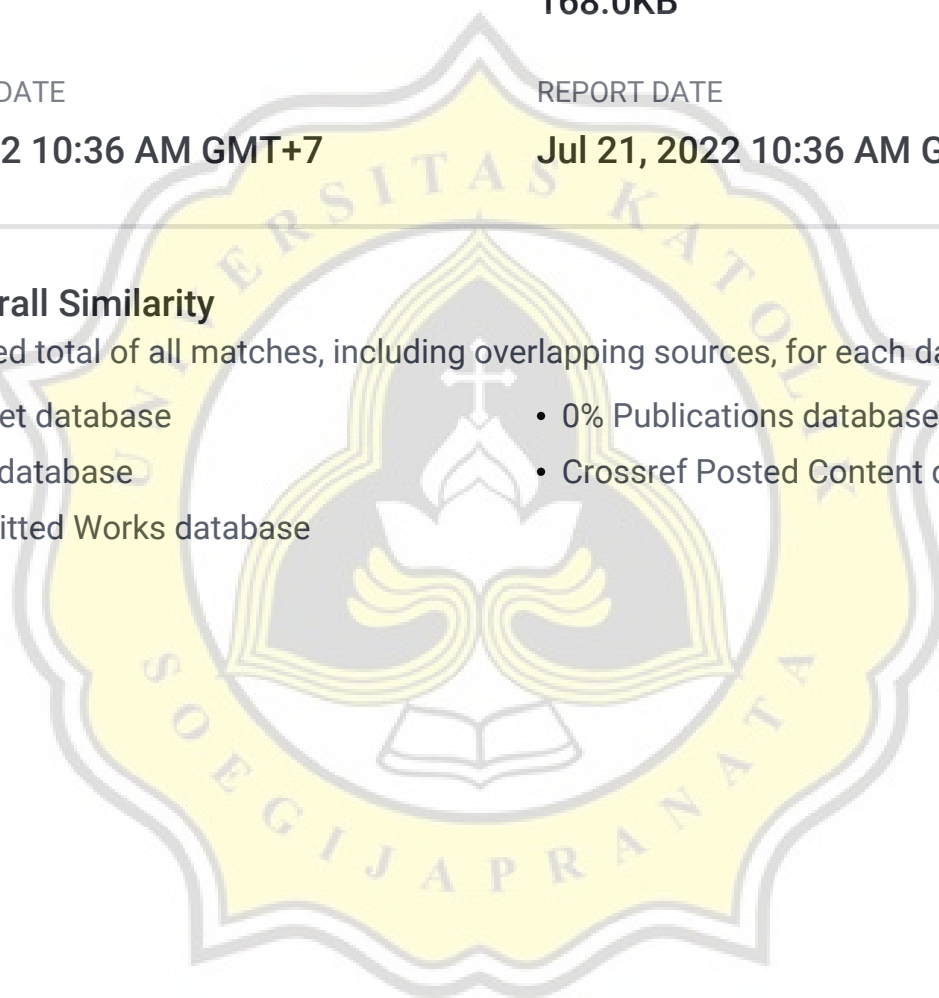 168.0KB
DATE
REPORT DATE
2 10:36 AM GMT+7
Jul 21, 2022 10:36 AM G
rall Similarity
ed total of all matches, including overlapping sources, for each da
et database
• 0% Publications database
database
• Crossref Posted Content
itted Works database
UNIVERSITAS KATOLIK
SOEGIJAPRANATA